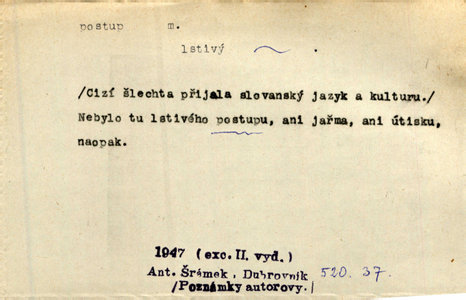 postup m.
lstivý
/Cizí šlechta přijala slovanský jazyk a kulturu./
Nebylo tu lstivého postupu, ani jařma, ani útisku,
naopak.
1947 (exc. II. vyd.)
Ant. Šrámek, Dubrovník 520. 37.
/Poznámky autorovy./